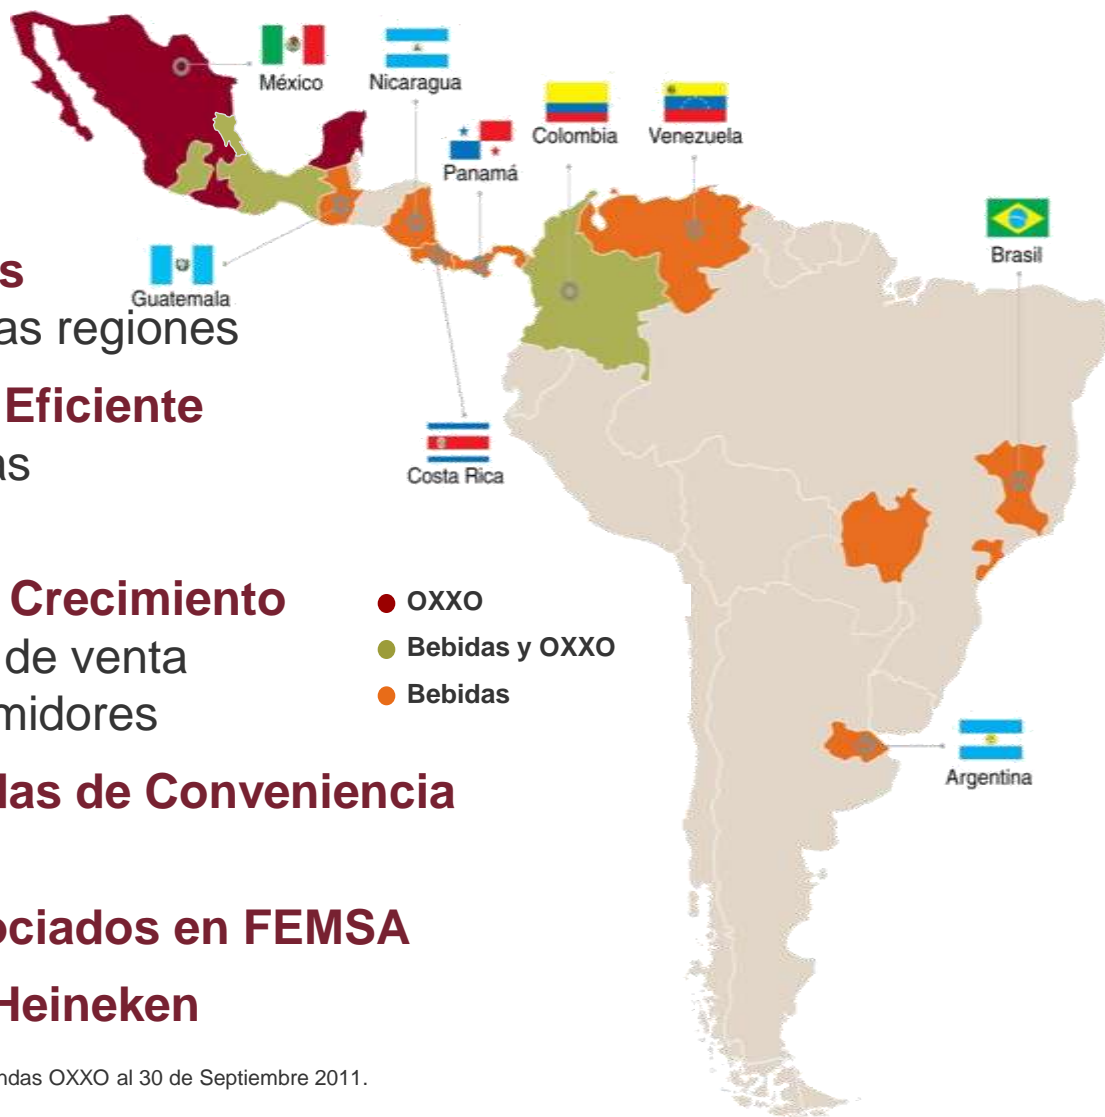 México
Nicaragua
Colombia
Venezuela
Panamá
Brasil
Guatemala
Costa Rica
Argentina
s
as regiones
Eficiente
as
Crecimiento
de venta
midores
das de Conveniencia
ociados en FEMSA
Heineken
ndas OXXO al 30 de Septiembre 2011.
OXXO
Bebidas y OXXO
Bebidas